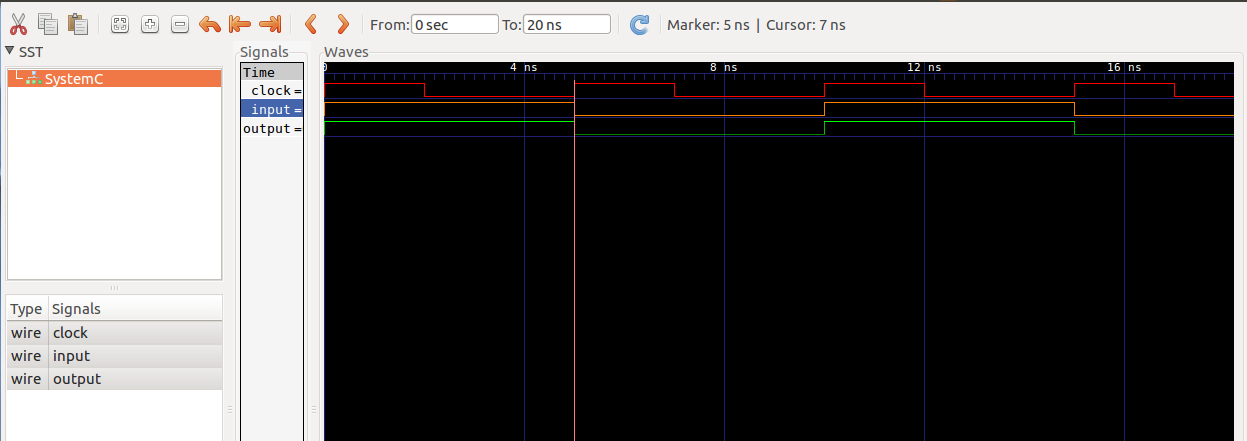 From: 0 sec To: 20 ns Marker: 5 ns | Cursor: 7 ns
SST
SystemC
Type Signals
wire clock
wire input
wire output
Signals
Time
clock =
input =
output =
Waves
0 4 ns 8 ns 12 ns 16 ns